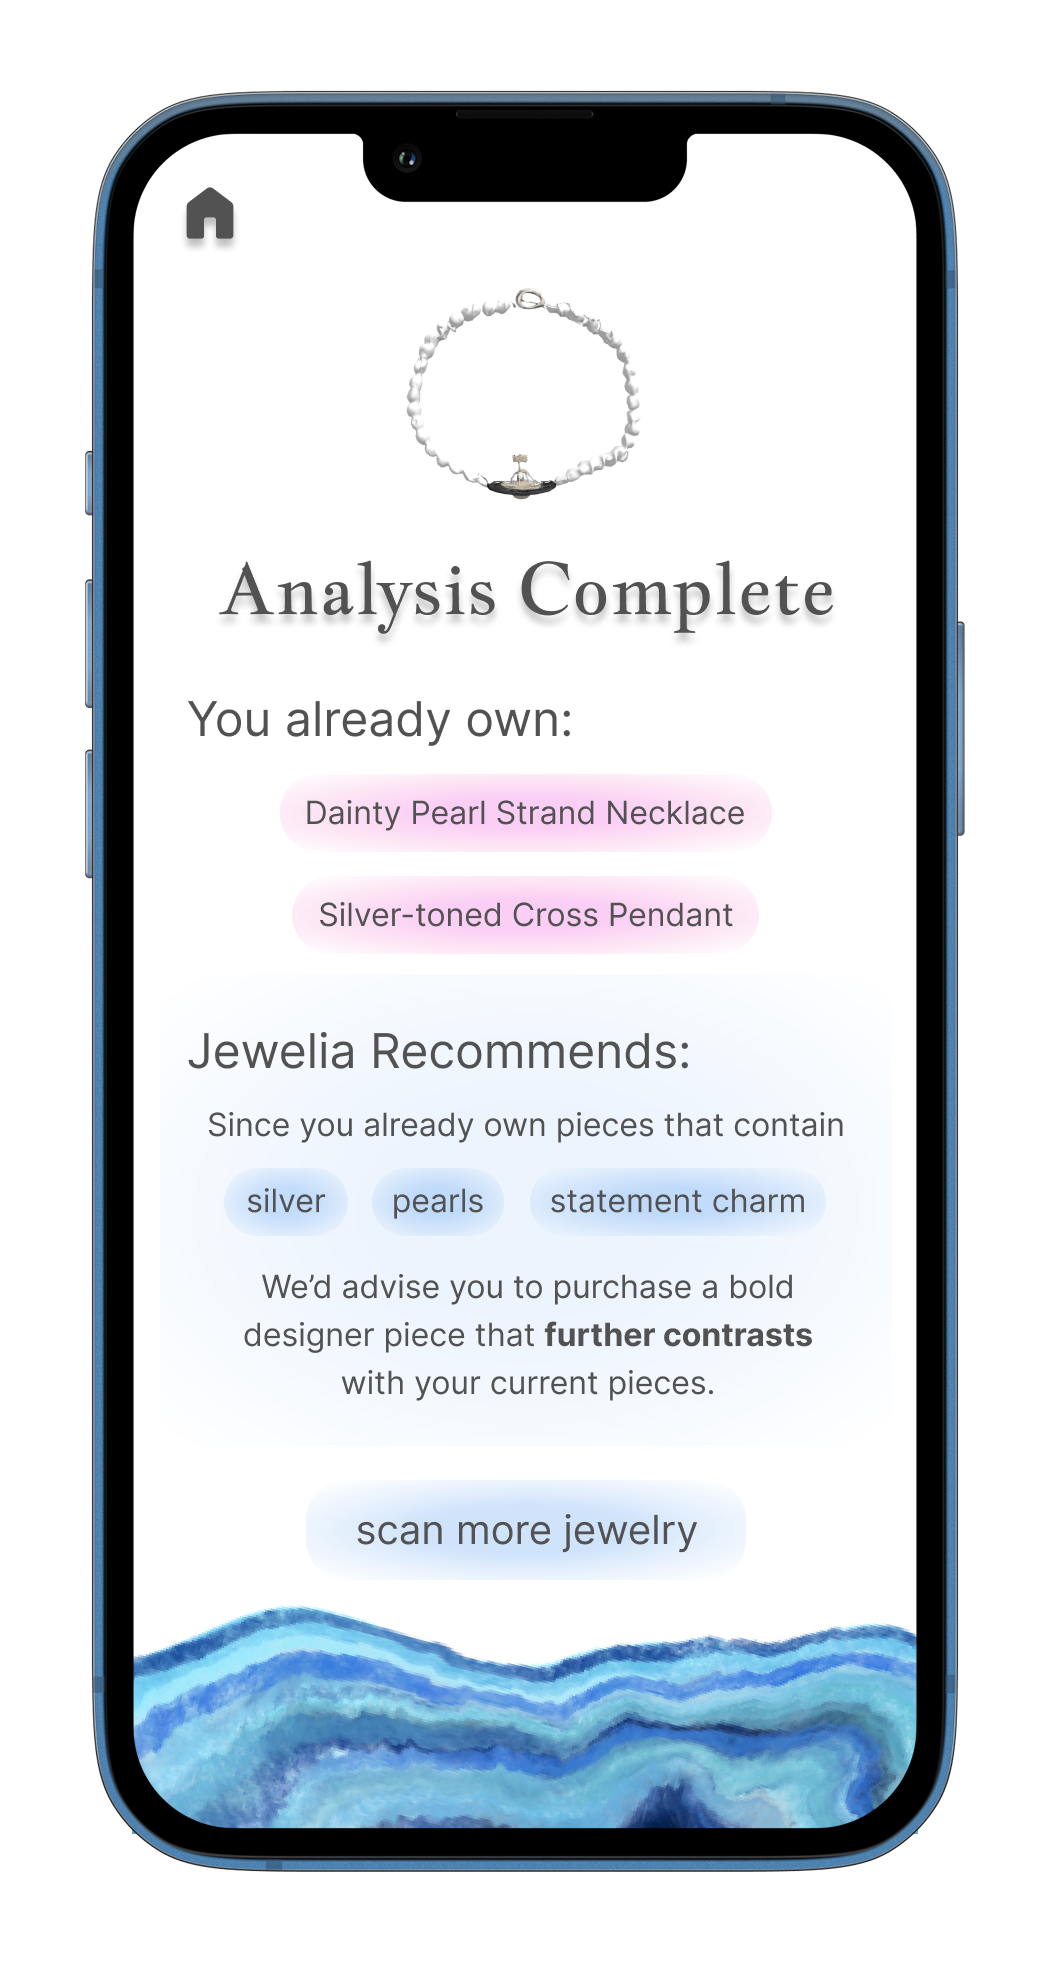 Analysis Complete
You already own:
Dainty Pearl Strand Necklace
Silver-toned Cross Pendant
Jewelia Recommends:
Since you already own pieces that contain
silver pearls statement charm
We’d advise you to purchase a bold
designer piece that further contrasts
with your current pieces.
scan more jewelry